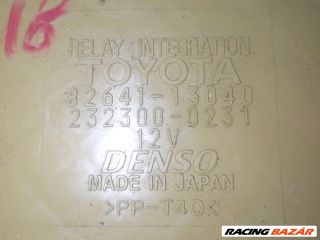 18
RELAY INTEGRATION
TOYOTA
82641-13040
232300-0231
12V
DENSO
MADE IN JAPAN
>PP-T40<
RACING BAZÁR